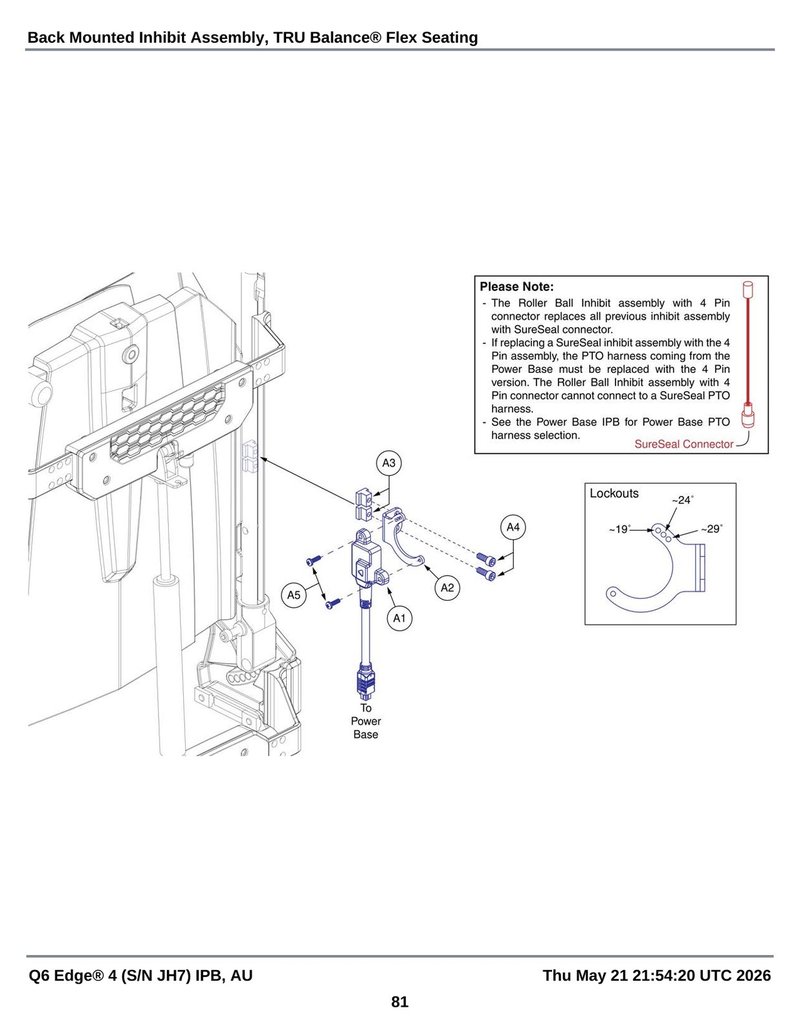 Back Mounted Inhibit Assembly, TRU Balance® Flex Seating
Please Note:
- The Roller Ball Inhibit assembly with 4 Pin
connector replaces all previous inhibit assembly
with SureSeal connector.
- If replacing a SureSeal inhibit assembly with the 4
Pin assembly, the PTO harness coming from the
Power Base must be replaced with the 4 Pin
version. The Roller Ball Inhibit assembly with 4
Pin connector cannot connect to a SureSeal PTO
harness.
- See the Power Base IPB for Power Base PTO
harness selection.
SureSeal Connector
A3
Lockouts
~24°
~19°
~29°
A4
A5
A2
A1
To
Power
Base
Q6 Edge® 4 (S/N JH7) IPB, AU
Thu May 21 21:54:20 UTC 2026
81